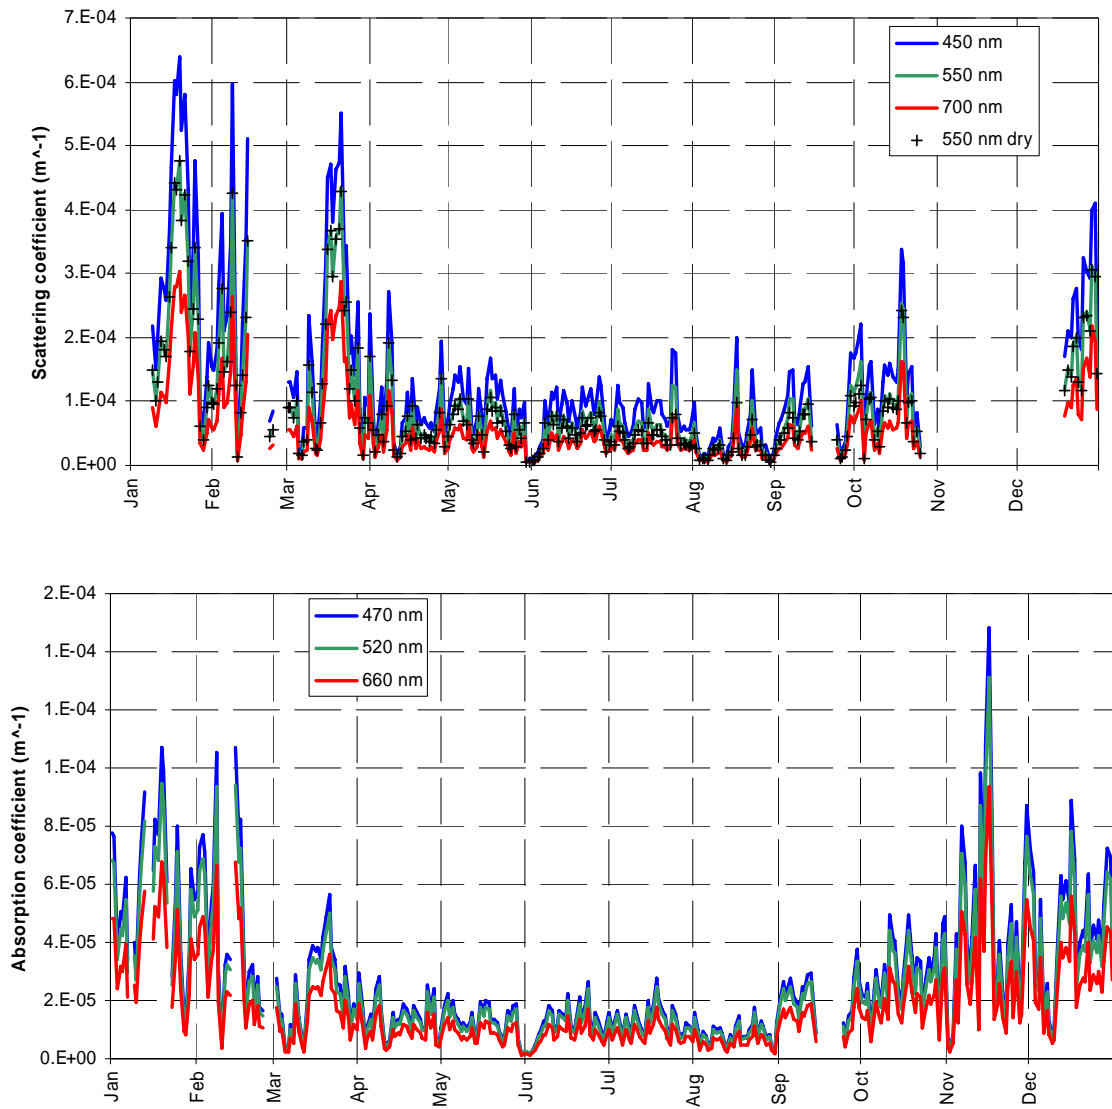 7.E-04
6.E-04
5.E-04
4.E-04
3.E-04
2.E-04
1.E-04
0.E+00
Scattering coefficient (m^-1)
450 nm
550 nm
700 nm
550 nm dry
Jan
Feb
Mar
Apr
May
Jun
Jul
Aug
Sep
Oct
Nov
Dec
2.E-04
1.E-04
1.E-04
1.E-04
8.E-05
6.E-05
4.E-05
2.E-05
0.E+00
Absorption coefficient (m^-1)
470 nm
520 nm
660 nm
Jan
Feb
Mar
Apr
May
Jun
Jul
Aug
Sep
Oct
Nov
Dec